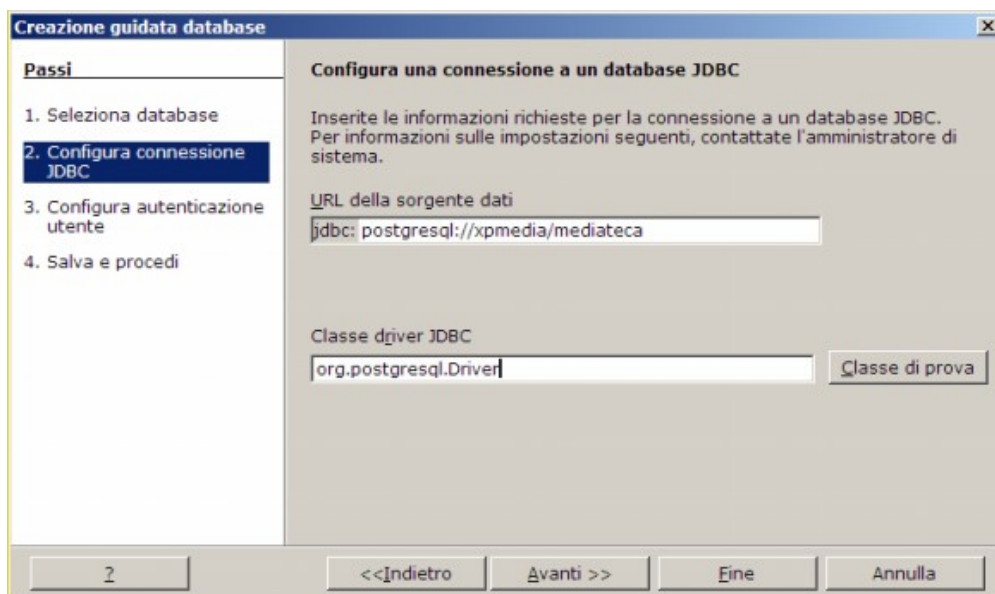 Creazione guidata database
Passi
1. Seleziona database
2. Configura connessione
JDBC
3. Configura autenticazione
utente
4. Salva e procedi
Configura una connessione a un database JDBC
Inserite le informazioni richieste per la connessione a un database JDBC.
Per informazioni sulle impostazioni seguenti, contattate l'amministratore di
sistema.
URL della sorgente dati
jdbc: postgresql://xpmedia/mediateca
Classe driver JDBC
org.postgresql.Driver
Classe di prova
?
<<Indietro
Avanti >>
Fine
Annulla